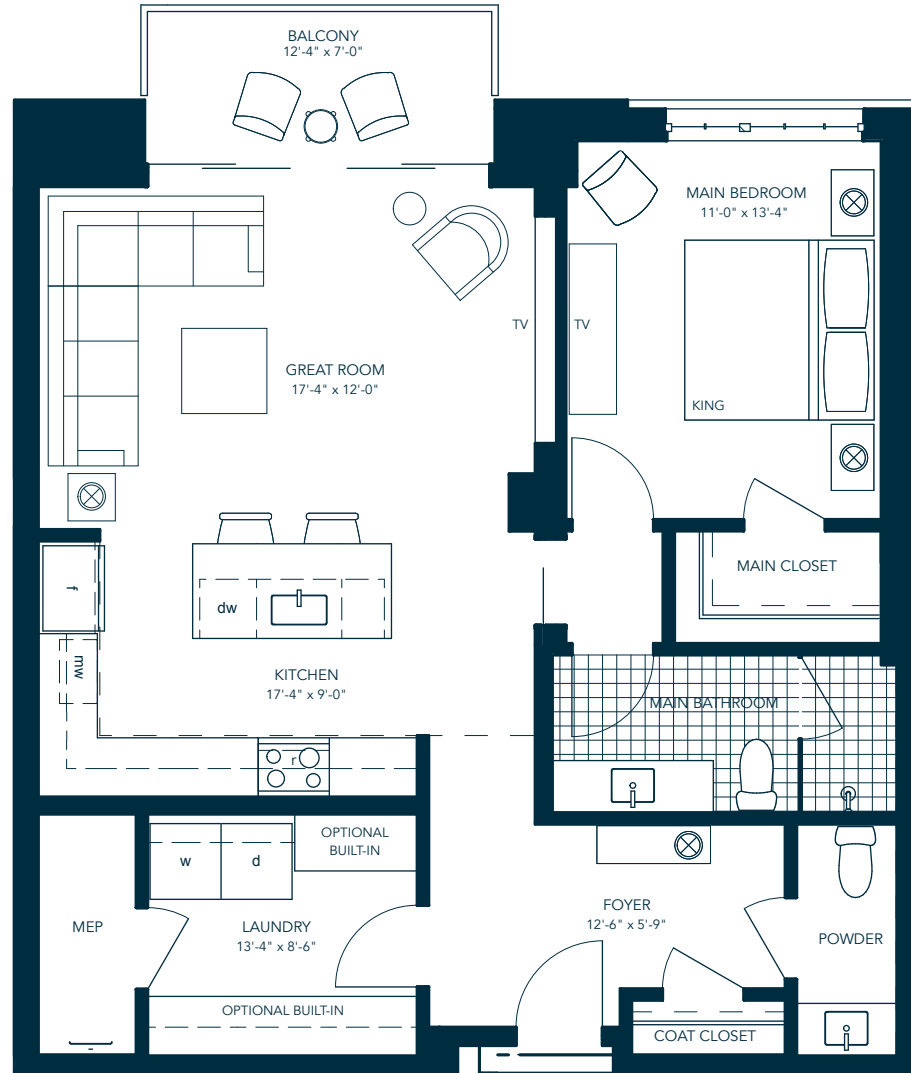 BALCONY
12'-4" x 7'-0"
MAIN BEDROOM
11'-0" x 13'-4"
TV
TV
GREAT ROOM
17'-4" x 12'-0"
KING
f
dw
mw
KITCHEN
17'-4" x 9'-0"
r
MAIN CLOSET
MAIN BATHROOM
OPTIONAL
BUILT-IN
w
d
MEP
LAUNDRY
13'-4" x 8'-6"
OPTIONAL BUILT-IN
FOYER
12'-6" x 5'-9"
POWDER
COAT CLOSET